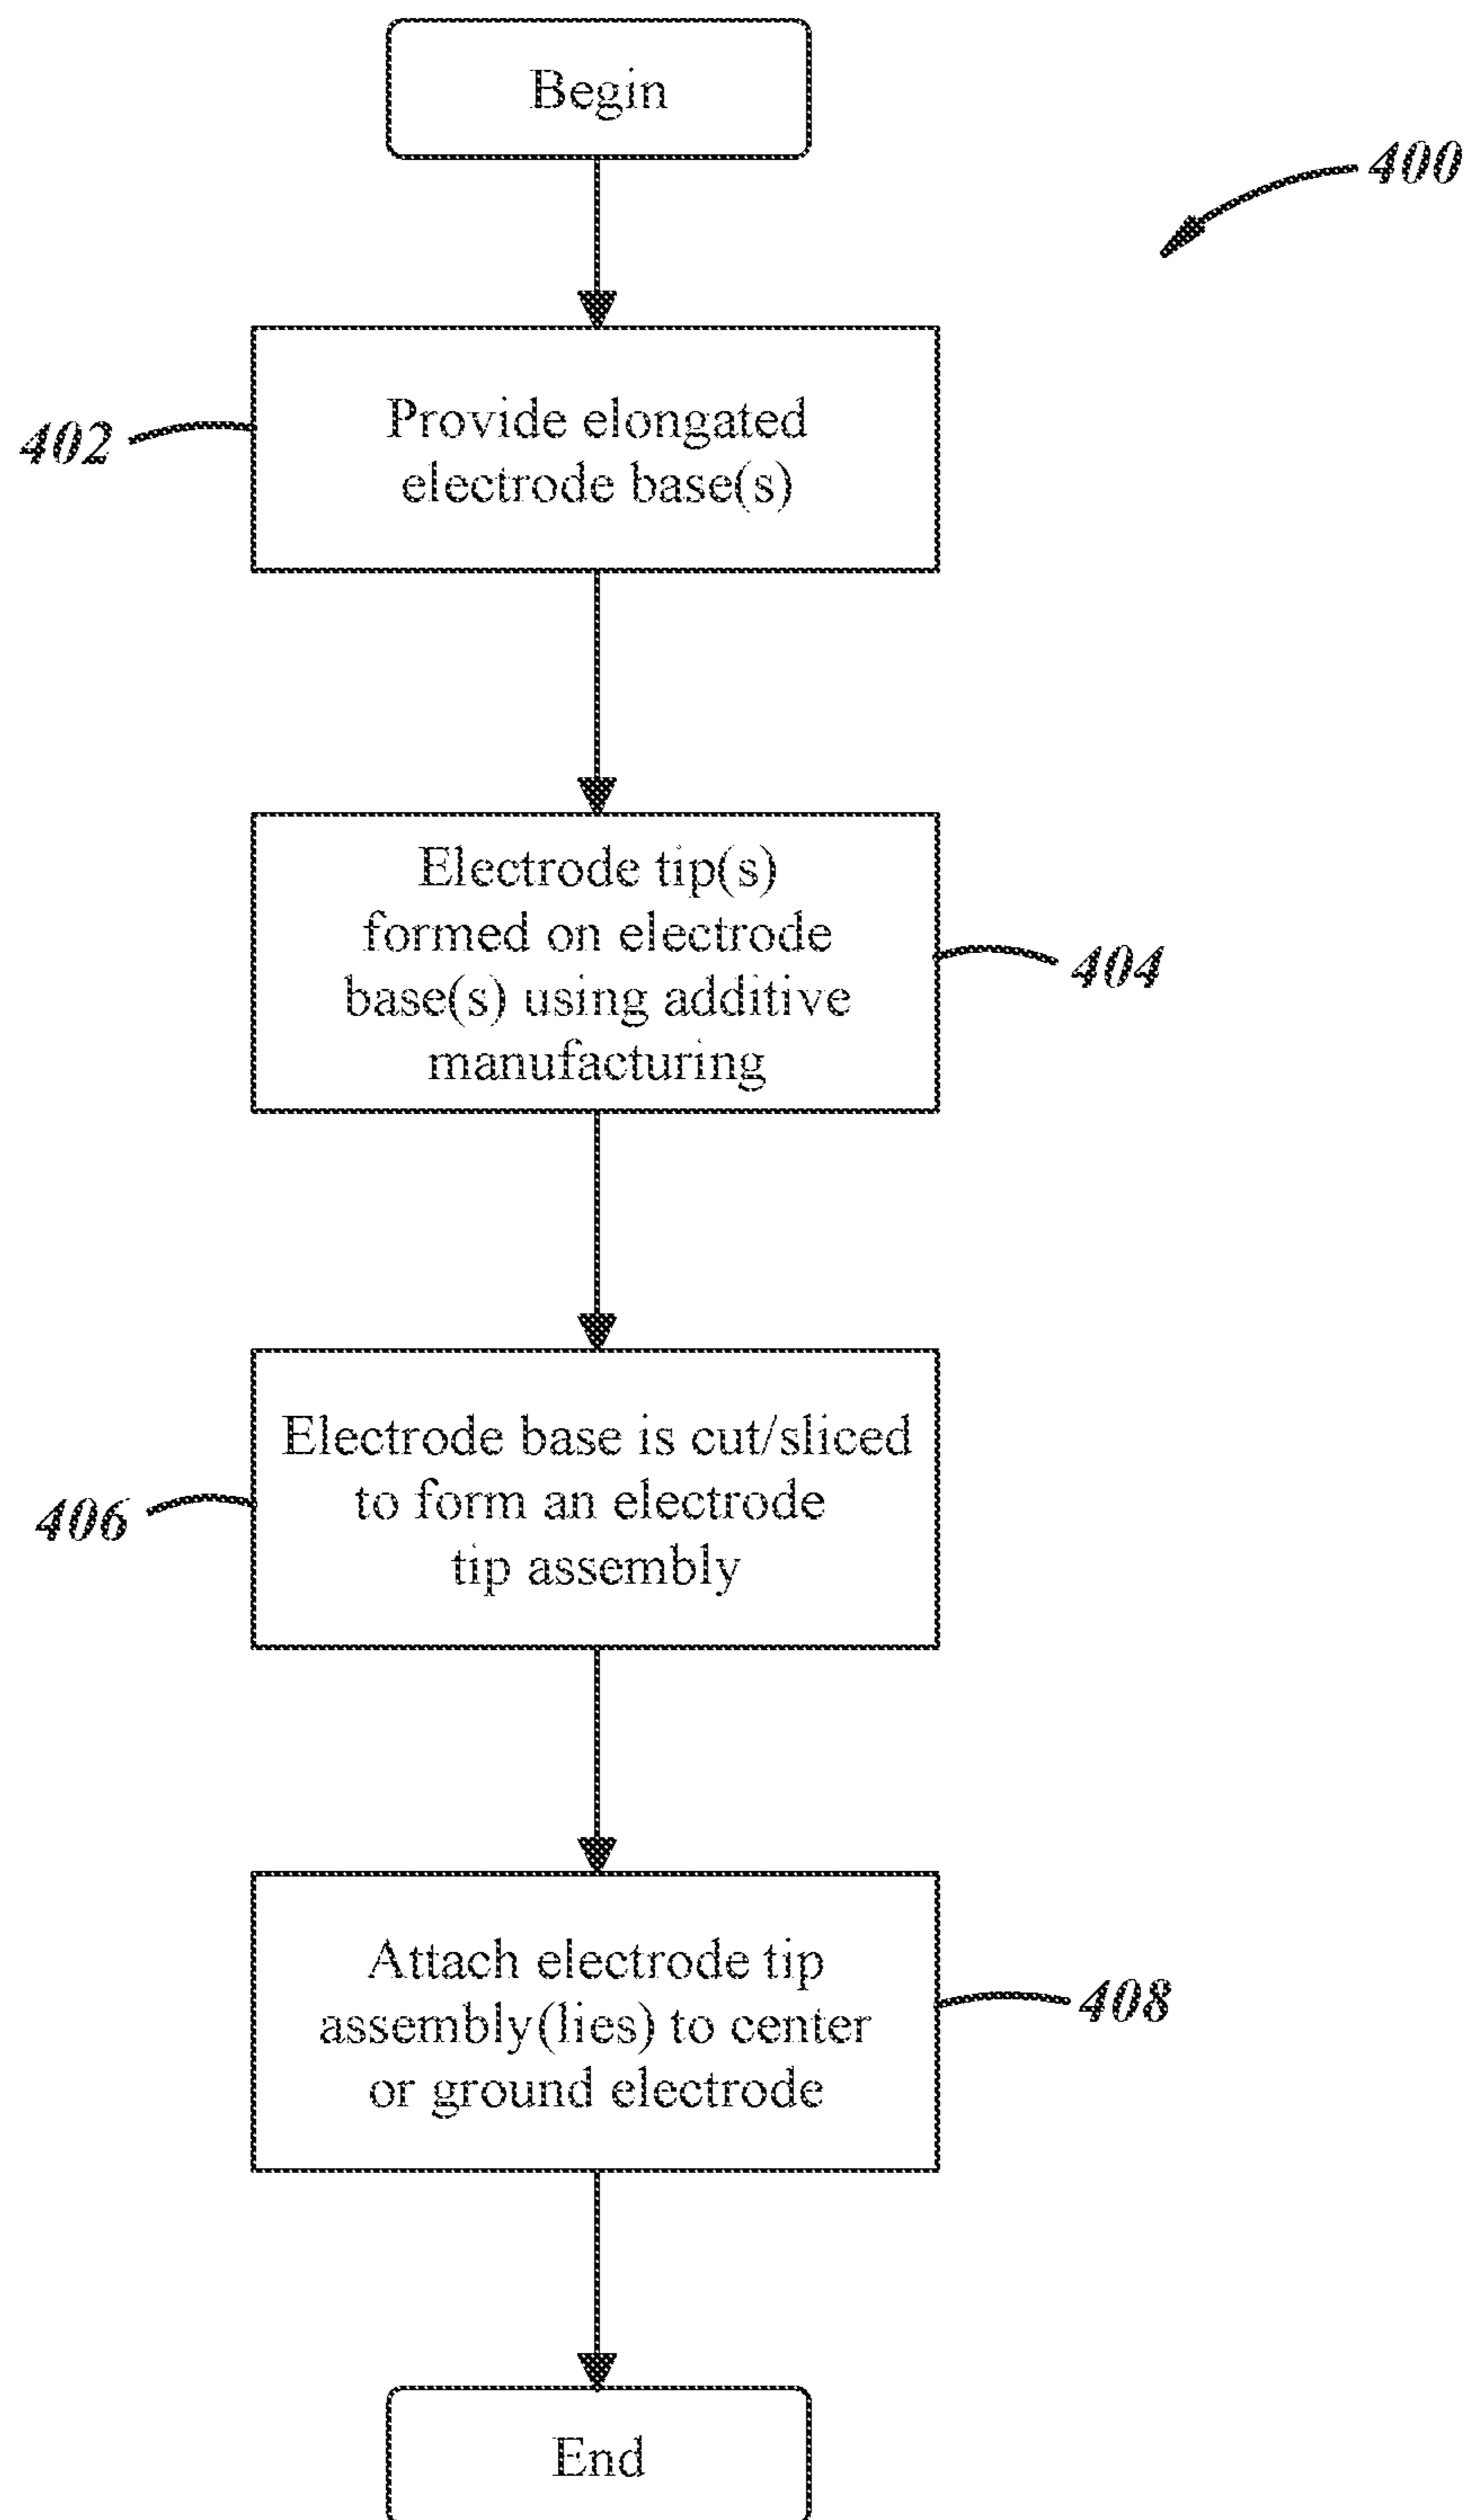 Begin
400
Provide elongated
electrode base(s)
402
Electrode tip(s)
formed on electrode
base(s) using additive
manufacturing
404
Electrode base is cut/sliced
to form an electrode
tip assembly
406
Attach electrode tip
assembly(lies) to center
or ground electrode
408
End